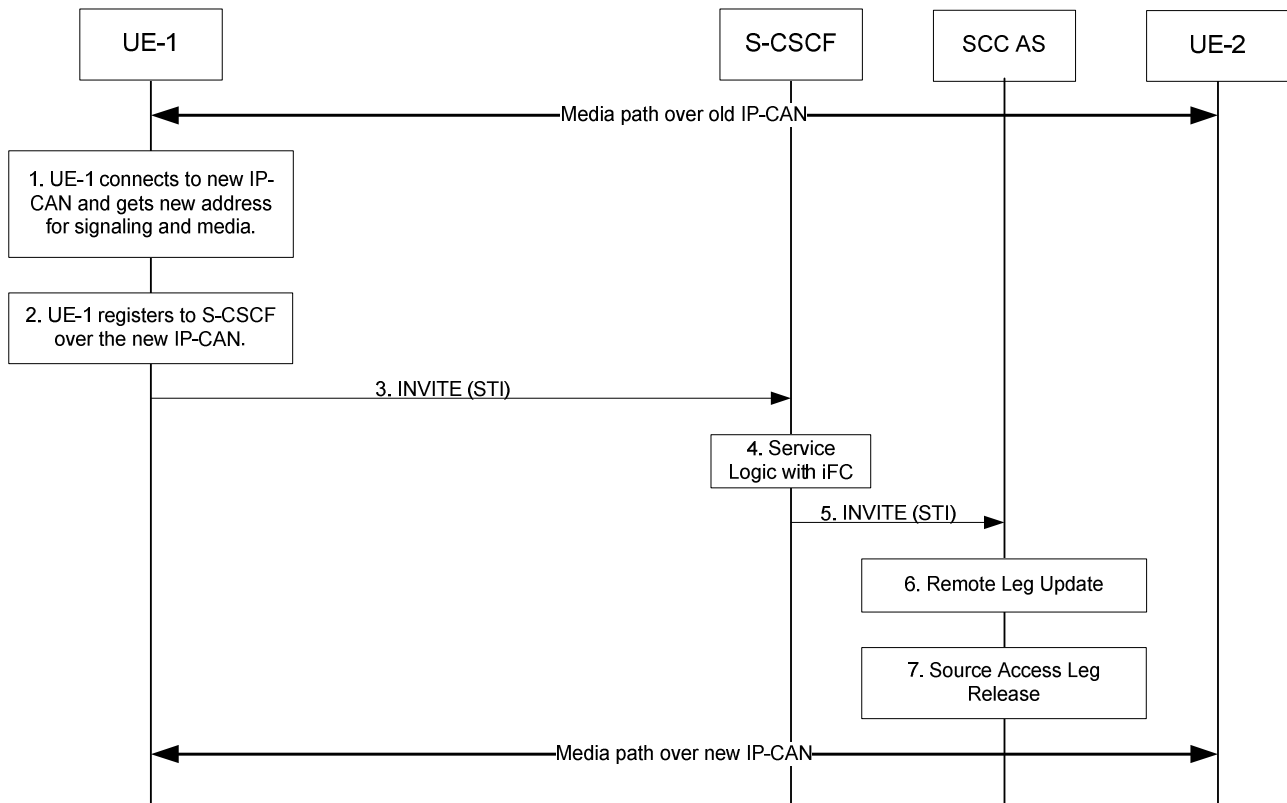 UE-1
S-CSCF
SCC AS
UE-2
Media path over old IP-CAN
1. UE-1 connects to new IP-
CAN and gets new address
for signaling and media.
2. UE-1 registers to S-CSCF
over the new IP-CAN.
3. INVITE (STI)
4. Service
Logic with iFC
5. INVITE (STI)
6. Remote Leg Update
7. Source Access Leg
Release
Media path over new IP-CAN